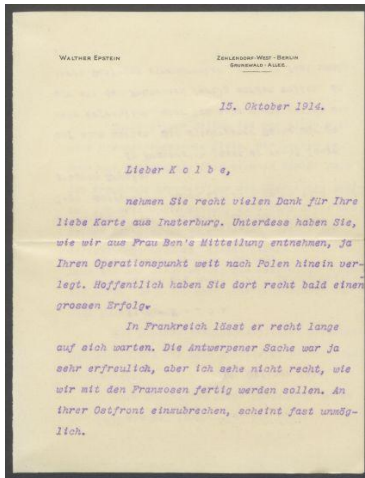 WALTHER EPSTEIN
ZEHLENDORF-WEST-BERLIN
GRUNEWALD-ALLEE.
15. Oktober 1914.
Lieber K o l b e,
nehmen Sie recht vielen Dank für Ihre
liebe Karte aus Insterburg. Unterdess haben Sie,
wie wir aus Frau Ben's Mitteilung entnehmen, ja
Ihren Operationspunkt weit nach Polen hinein ver-
legt. Hoffentlich haben Sie dort recht bald einen
grossen Erfolg.
In Frankreich lässt er recht lange
auf sich warten. Die Antwerpener Sache war ja
sehr erfreulich, aber ich sehe nicht recht, wie
wir mit den Franzosen fertig werden sollen. An
ihrer Ostfront einzubrechen, scheint fast unmög-
lich.